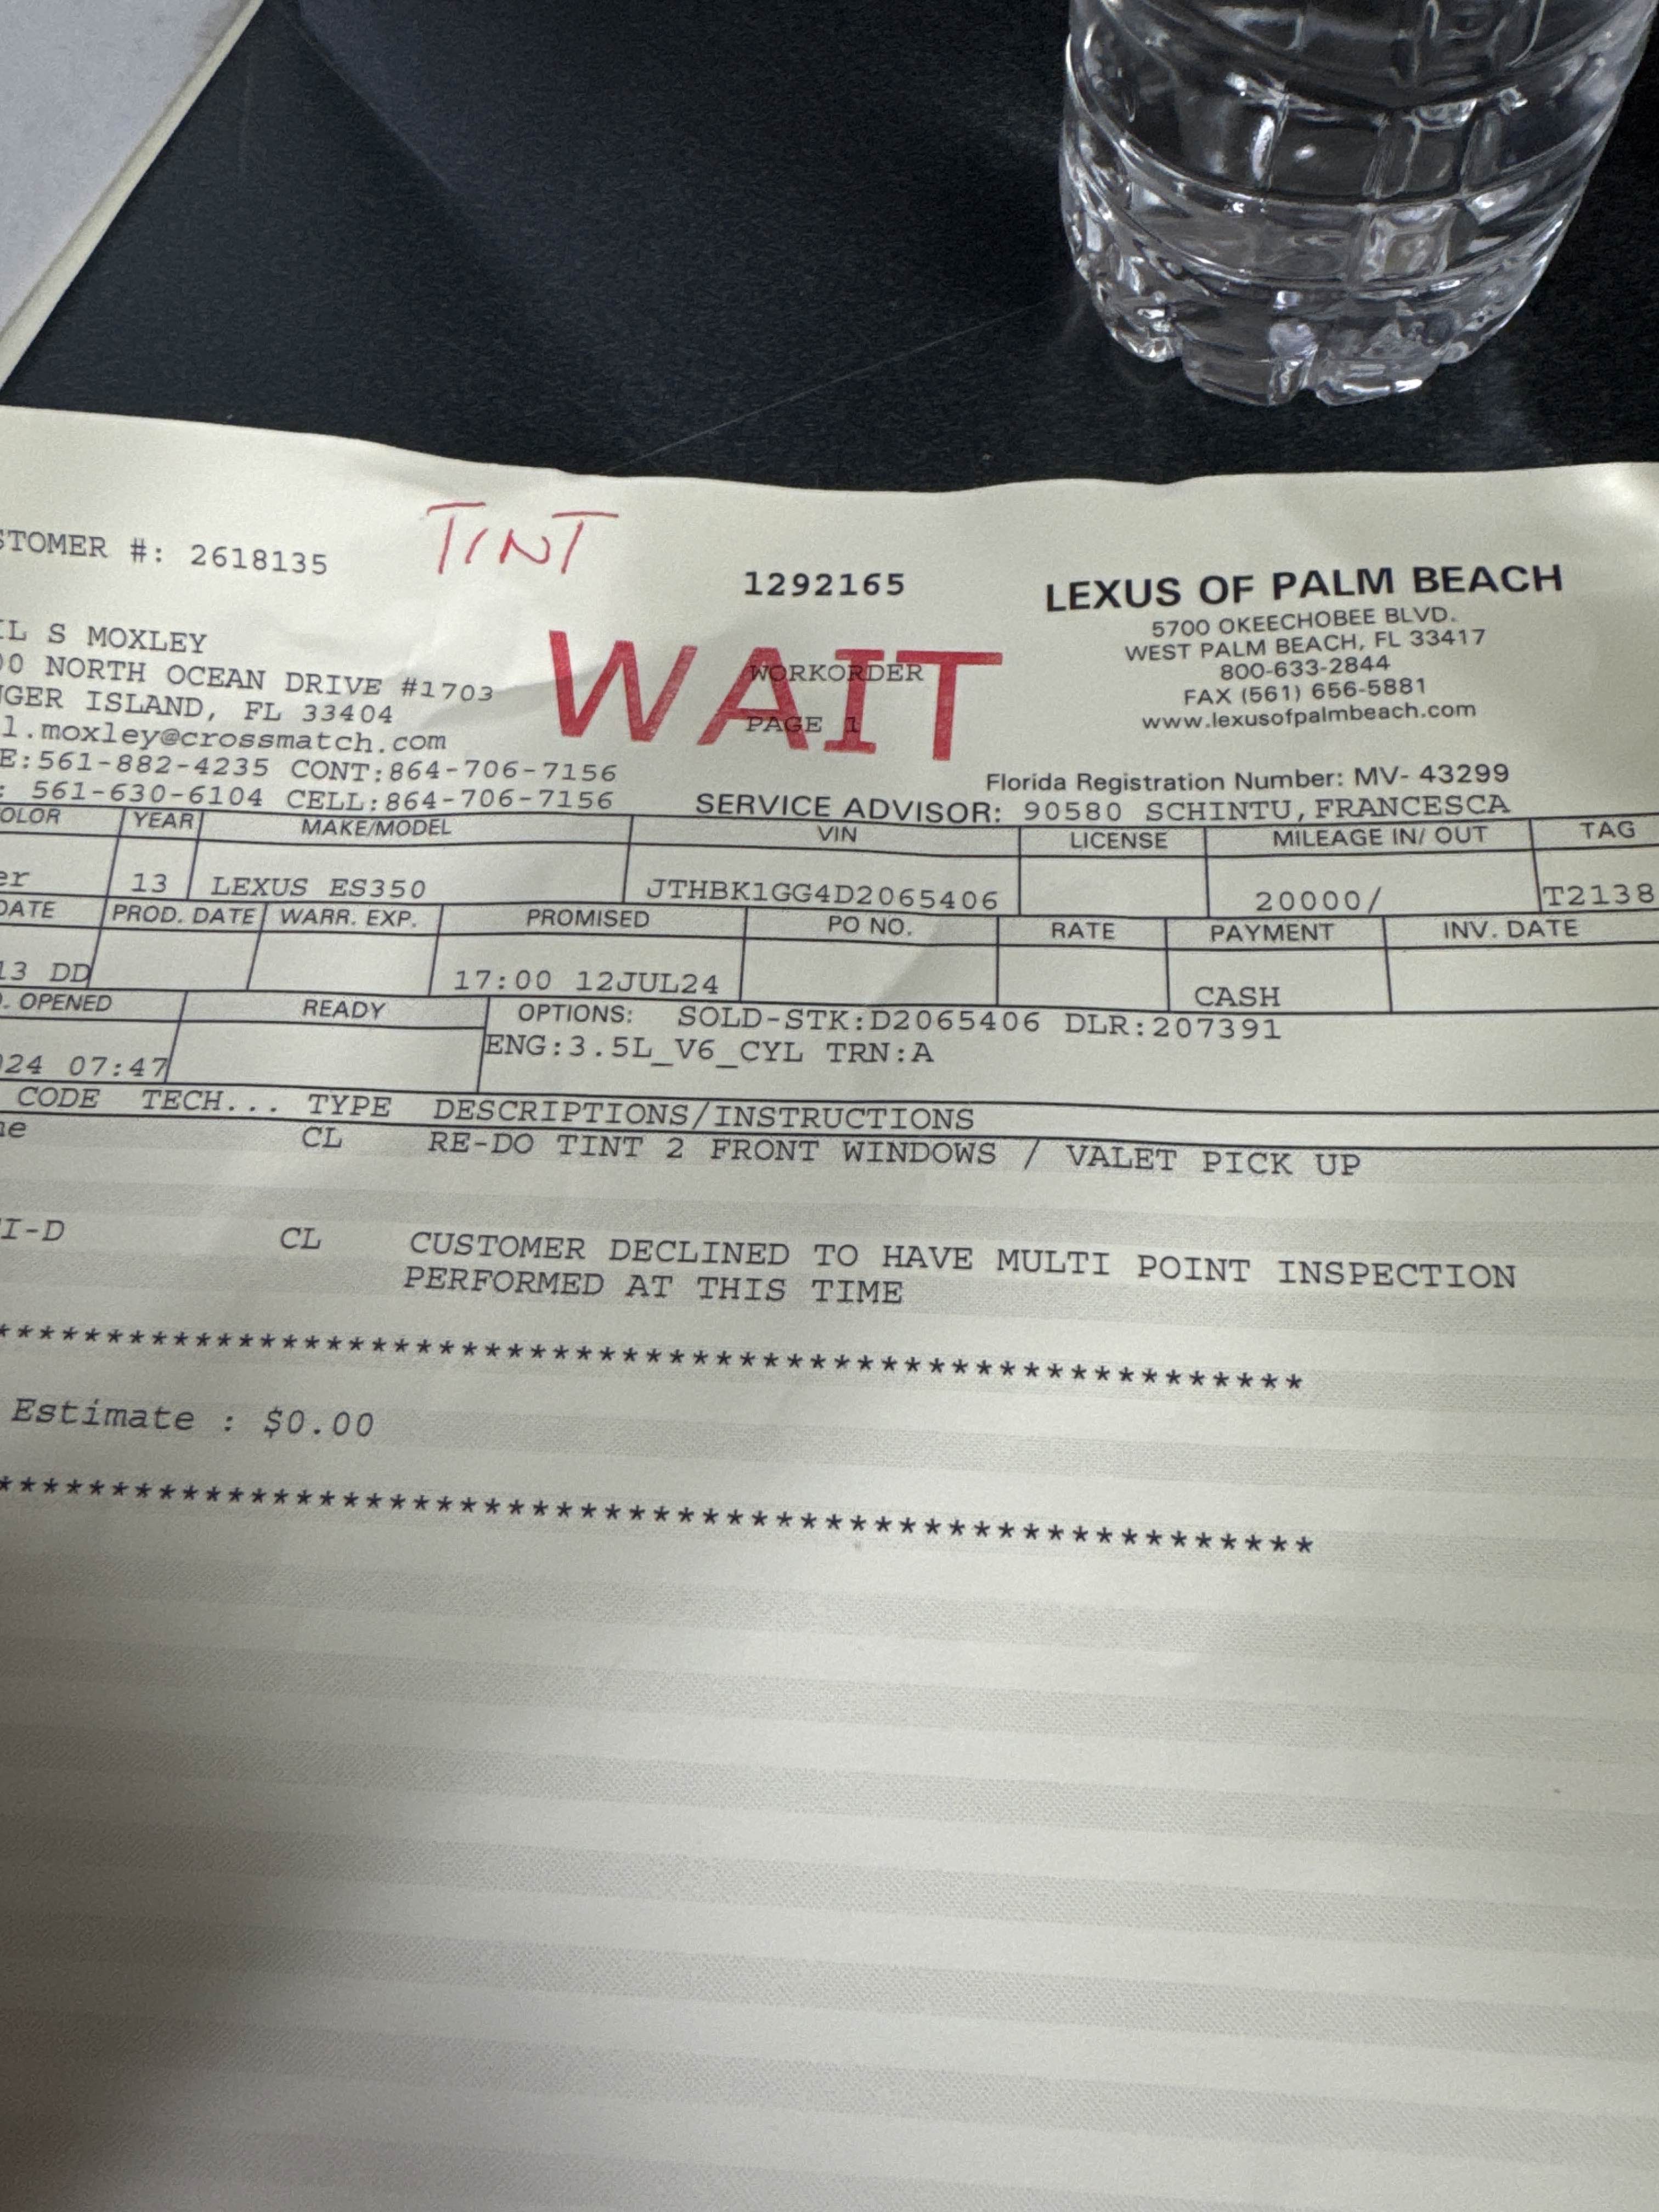 STOMER #: 2618135
TINT
1292165
LEXUS OF PALM BEACH
5700 OKEECHOBEE BLVD.
WEST PALM BEACH, FL 33417
800-633-2844
FAX (561) 656-5881
www.lexusofpalmbeach.com
IL S MOXLEY
00 NORTH OCEAN DRIVE #1703
NGER ISLAND, FL 33404
l.moxley@crossmatch.com
E:561-882-4235 CONT:864-706-7156
: 561-630-6104 CELL:864-706-7156
WAIT
WORKORDER
PAGE 1
Florida Registration Number: MV- 43299
SERVICE ADVISOR: 90580 SCHINTU,FRANCESCA
OLOR YEAR MAKE/MODEL VIN LICENSE MILEAGE IN/ OUT TAG
er 13 LEXUS ES350 JTHBK1GG4D2065406 20000/ T2138
DATE PROD. DATE WARR. EXP. PROMISED PO NO. RATE PAYMENT INV. DATE
13 DD 17:00 12JUL24 CASH
. OPENED READY OPTIONS: SOLD-STK:D2065406 DLR:207391
ENG:3.5L_V6_CYL TRN:A
024 07:47
CODE TECH... TYPE DESCRIPTIONS/INSTRUCTIONS
ne CL RE-DO TINT 2 FRONT WINDOWS / VALET PICK UP
I-D CL CUSTOMER DECLINED TO HAVE MULTI POINT INSPECTION
PERFORMED AT THIS TIME
*********************************************************
Estimate : $0.00
*********************************************************